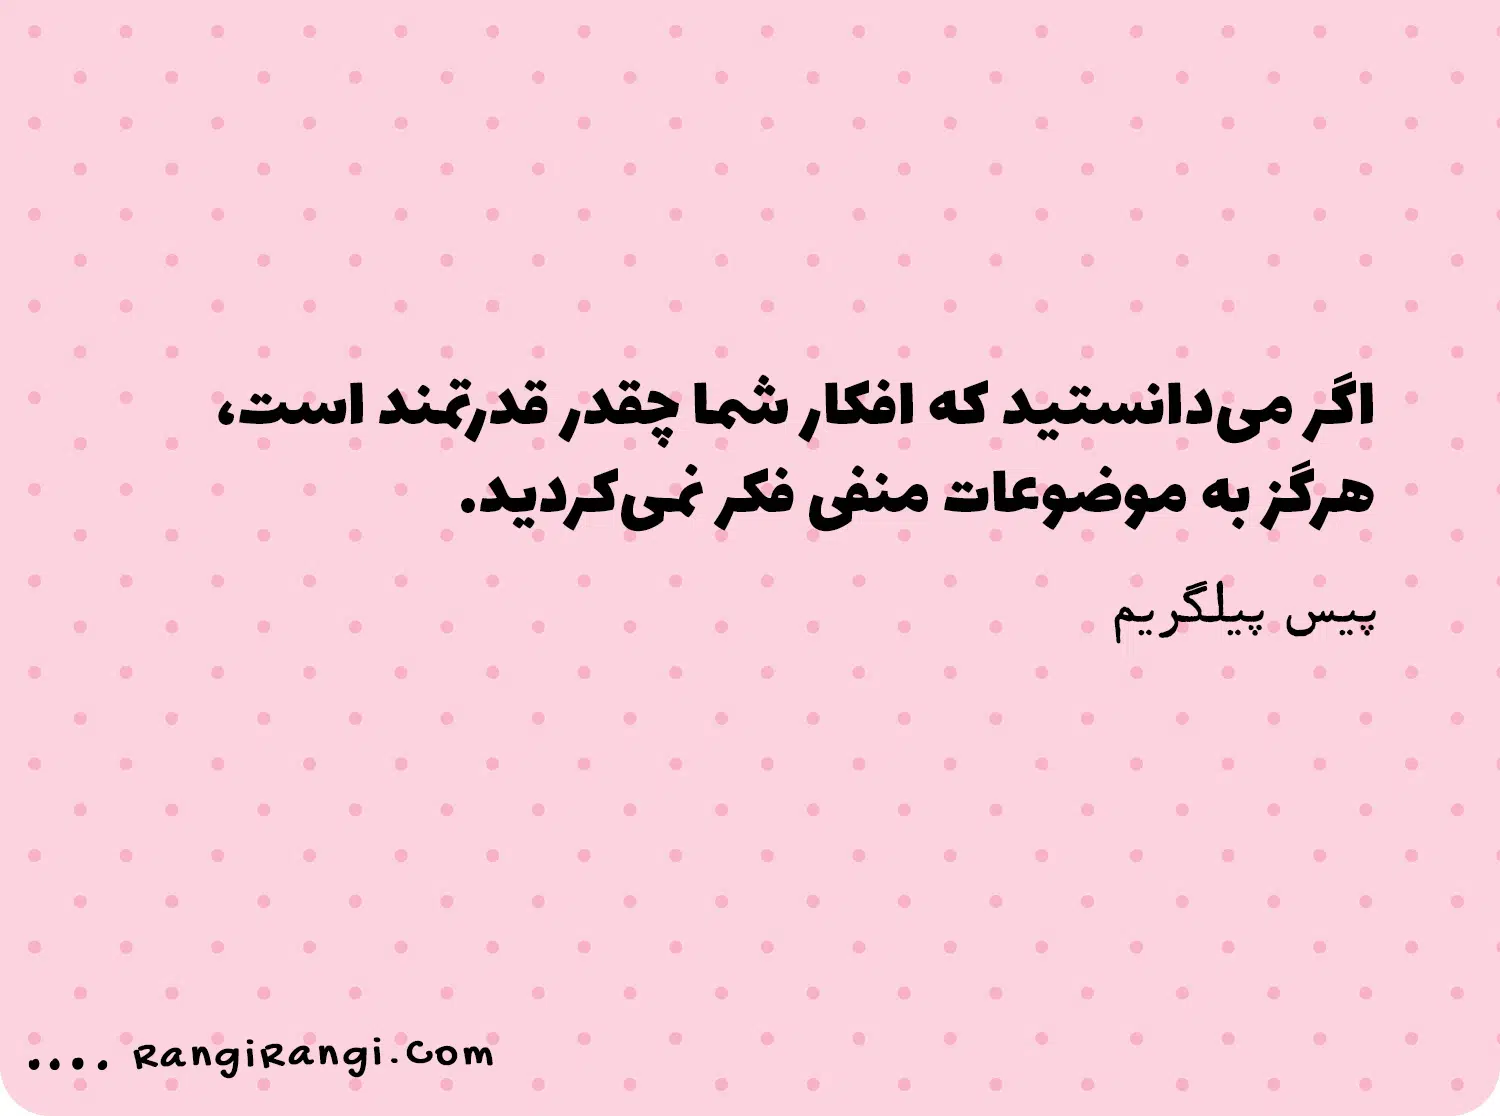 اگر می‌دانستید که افکار شما چقدر قدرتمند است،
هرگز به موضوعات منفی فکر نمی‌کردید.
پیس پیلگریم
.... RangiRangi.Com